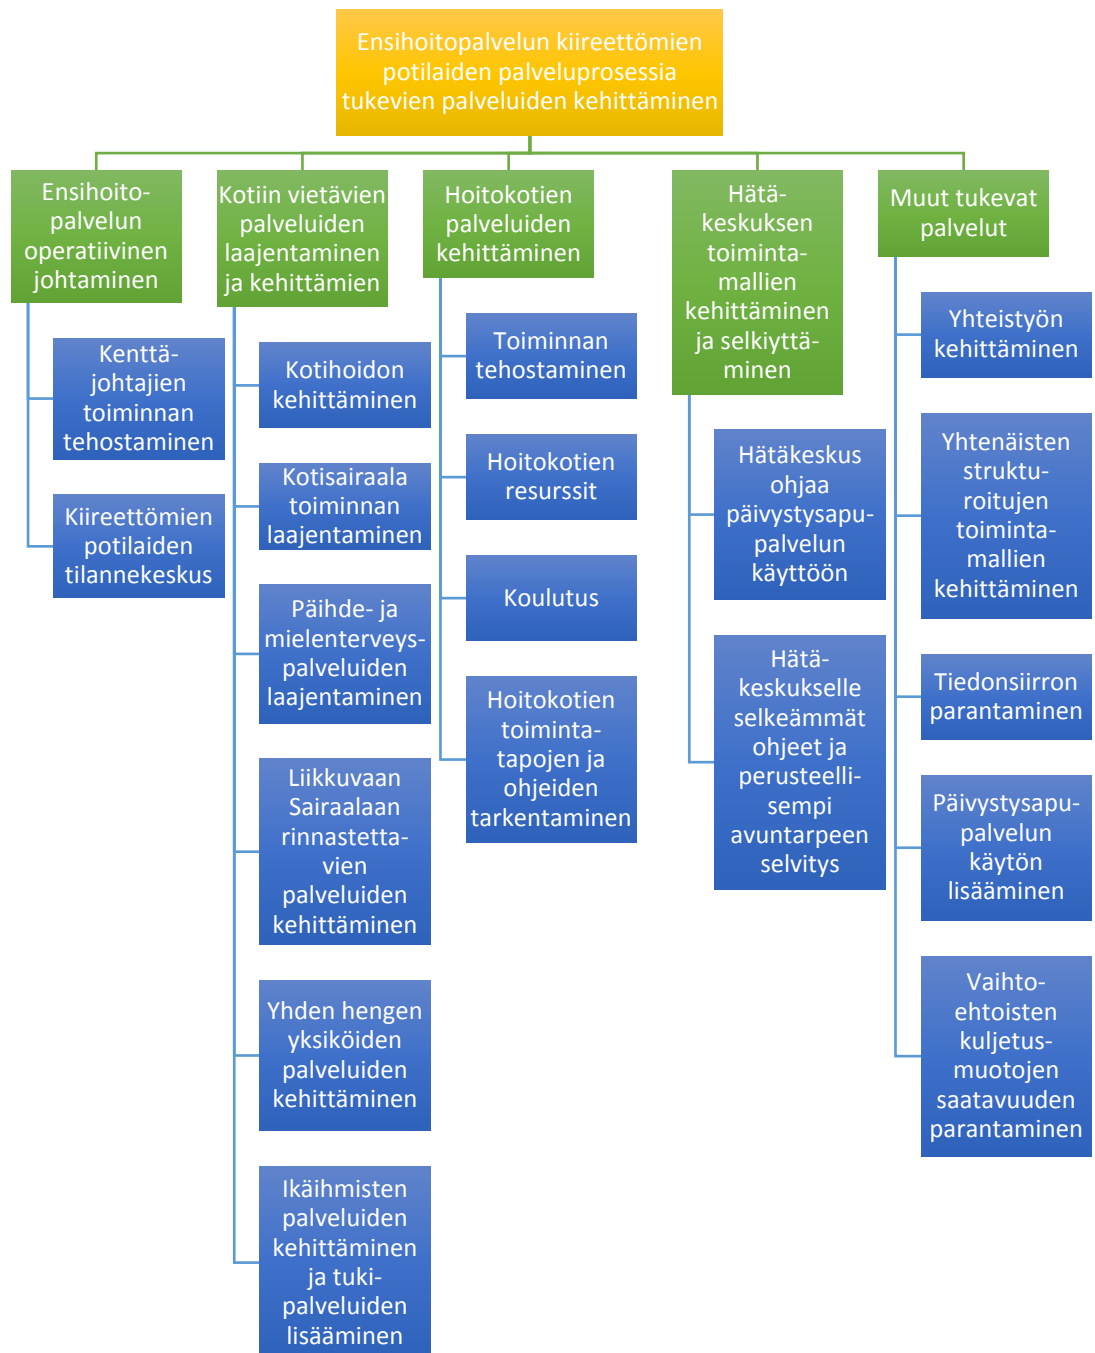 Ensihoitopalvelun kiireettömien
potilaiden palveluprosessia
tukevien palveluiden kehittäminen
Ensihoito-
palvelun
operatiivinen
johtaminen
Kenttä-
johtajien
toiminnan
tehostaminen
Kiireettömien
potilaiden
tilannekeskus
Kotiin vietävien
palveluiden
laajentaminen
ja kehittämien
Kotihoidon
kehittäminen
Kotisairaala
toiminnan
laajentaminen
Päihde- ja
mielenterveys-
palveluiden
laajentaminen
Liikkuvaan
Sairaalaan
rinnastetta-
vien
palveluiden
kehittäminen
Yhden hengen
yksiköiden
palveluiden
kehittäminen
Ikäihmisten
palveluiden
kehittäminen
ja tuki-
palveluiden
lisääminen
Hoitokotien
palveluiden
kehittäminen
Toiminnan
tehostaminen
Hoitokotien
resurssit
Koulutus
Hoitokotien
toiminta-
tapojen ja
ohjeiden
tarkentaminen
Hätä-
keskuksen
toiminta-
mallien
kehittäminen
ja selkiyttä-
minen
Hätäkeskus
ohjaa
päivystysapu-
palvelun
käyttöön
Hätä-
keskukselle
selkeämmät
ohjeet ja
perusteelli-
sempi
avuntarpeen
selvitys
Muut tukevat
palvelut
Yhteistyön
kehittäminen
Yhtenäisten
struktu-
roitujen
toiminta-
mallien
kehittäminen
Tiedonsiirron
parantaminen
Päivystysapu-
palvelun
käytön
lisääminen
Vaihto-
ehtoisten
kuljetus-
muotojen
saatavuuden
parantaminen